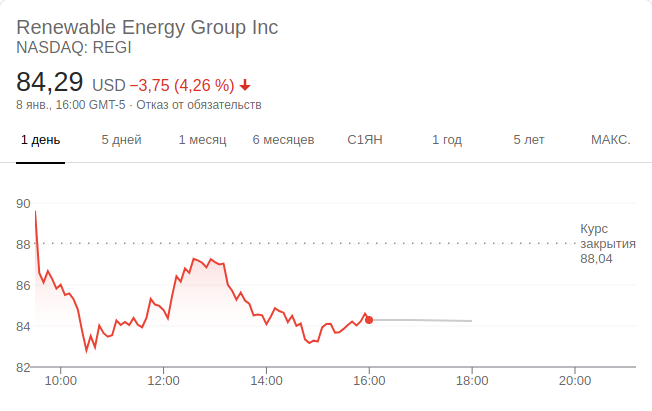 Renewable Energy Group Inc
NASDAQ: REGI
84,29 USD −3,75 (4,26 %)
8 янв., 16:00 GMT-5 · Отказ от обязательств
1 день 5 дней 1 месяц 6 месяцев С1ЯН 1 год 5 лет МАКС.
90
Курс
88 закрытия
88,04
86
84
82
10:00 12:00 14:00 16:00 18:00 20:00